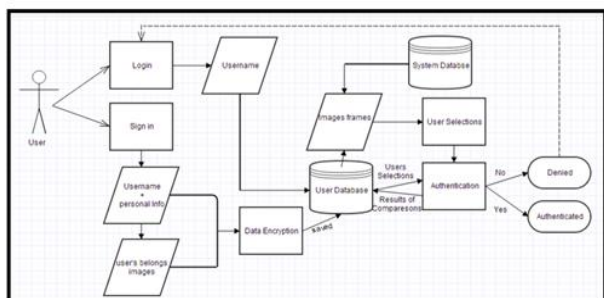 Login
Username
System Databse
Images frames
User Selections
User
Sign in
Username
+
personal Info
User Database
Users
Selections
Results of
Comparesons
Authentication
No
Denied
Yes
Authenticated
Data Encryption
saved
user's belongs
images